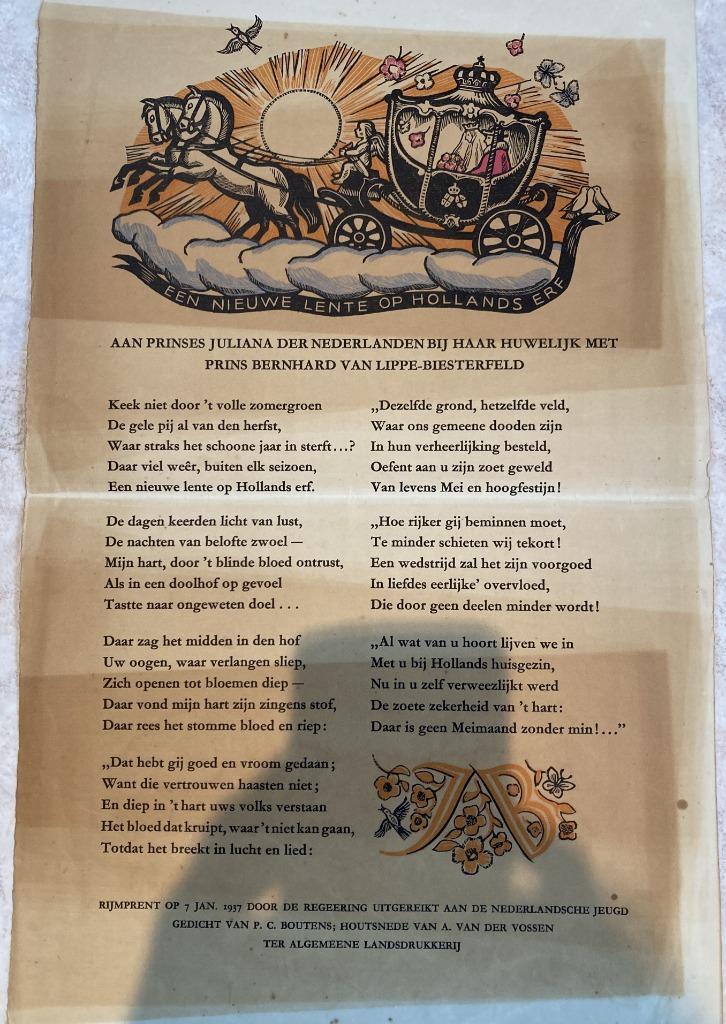 EEN NIEUWE LENTE OP HOLLANDS ERF
AAN PRINSES JULIANA DER NEDERLANDEN BIJ HAAR HUWELIJK MET
PRINS BERNHARD VAN LIPPE-BIESTERFELD
Keek niet door 't volle zomergroen
De gele pij al van den herfst,
Waar straks het schoone jaar in sterft...?
Daar viel weêr, buiten elk seizoen,
Een nieuwe lente op Hollands erf.
De dagen keerden licht van lust,
De nachten van belofte zwoel —
Mijn hart, door 't blinde bloed ontrust,
Als in een doolhof op gevoel
Tastte naar ongeweten doel . . .
Daar zag het midden in den hof
Uw oogen, waar verlangen sliep,
Zich openen tot bloemen diep —
Daar vond mijn hart zijn zingens stof,
Daar rees het stomme bloed en riep:
„Dat hebt gij goed en vroom gedaan;
Want die vertrouwen haasten niet;
En diep in 't hart uws volks verstaan
Het bloed dat kruipt, waar 't niet kan gaan,
Totdat het breekt in lucht en lied:
„Dezelfde grond, hetzelfde veld,
Waar ons gemeene dooden zijn
In hun verheerlijking besteld,
Oefent aan u zijn zoet geweld
Van levens Mei en hoogfestijn!
„Hoe rijker gij beminnen moet,
Te minder schieten wij tekort!
Een wedstrijd zal het zijn voorgoed
In liefdes eerlijke' overvloed,
Die door geen deelen minder wordt!
„Al wat van u hoort lijven we in
Met u bij Hollands huisgezin,
Nu in u zelf verweezlijkt werd
De zoete zekerheid van 't hart:
Daar is geen Meimaand zonder min!..."
JB
RIJMPRENT OP 7 JAN. 1937 DOOR DE REGEERING UITGEREIKT AAN DE NEDERLANDSCHE JEUGD
GEDICHT VAN P. C. BOUTENS; HOUTSNEDE VAN A. VAN DER VOSSEN
TER ALGEMEENE LANDSDRUKKERIJ